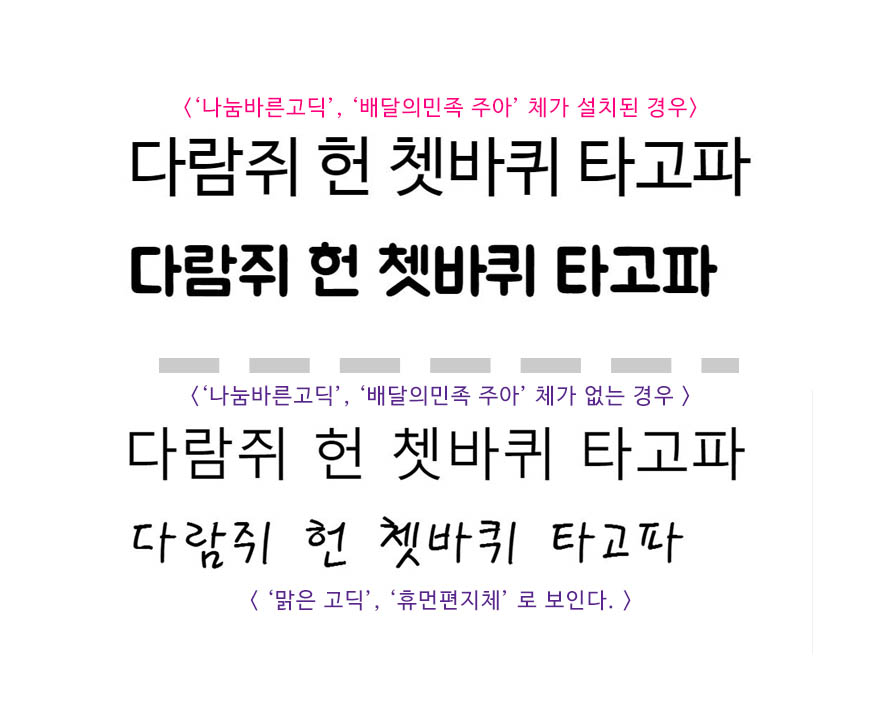 〈‘나눔바른고딕’, ‘배달의민족 주아’ 체가 설치된 경우〉
다람쥐 헌 쳇바퀴 타고파
다람쥐 헌 쳇바퀴 타고파
〈‘나눔바른고딕’, ‘배달의민족 주아’ 체가 없는 경우 〉
다람쥐 헌 쳇바퀴 타고파
다람쥐 헌 쳇바퀴 타고파
〈 ‘맑은 고딕’, ‘휴먼편지체’ 로 보인다. 〉